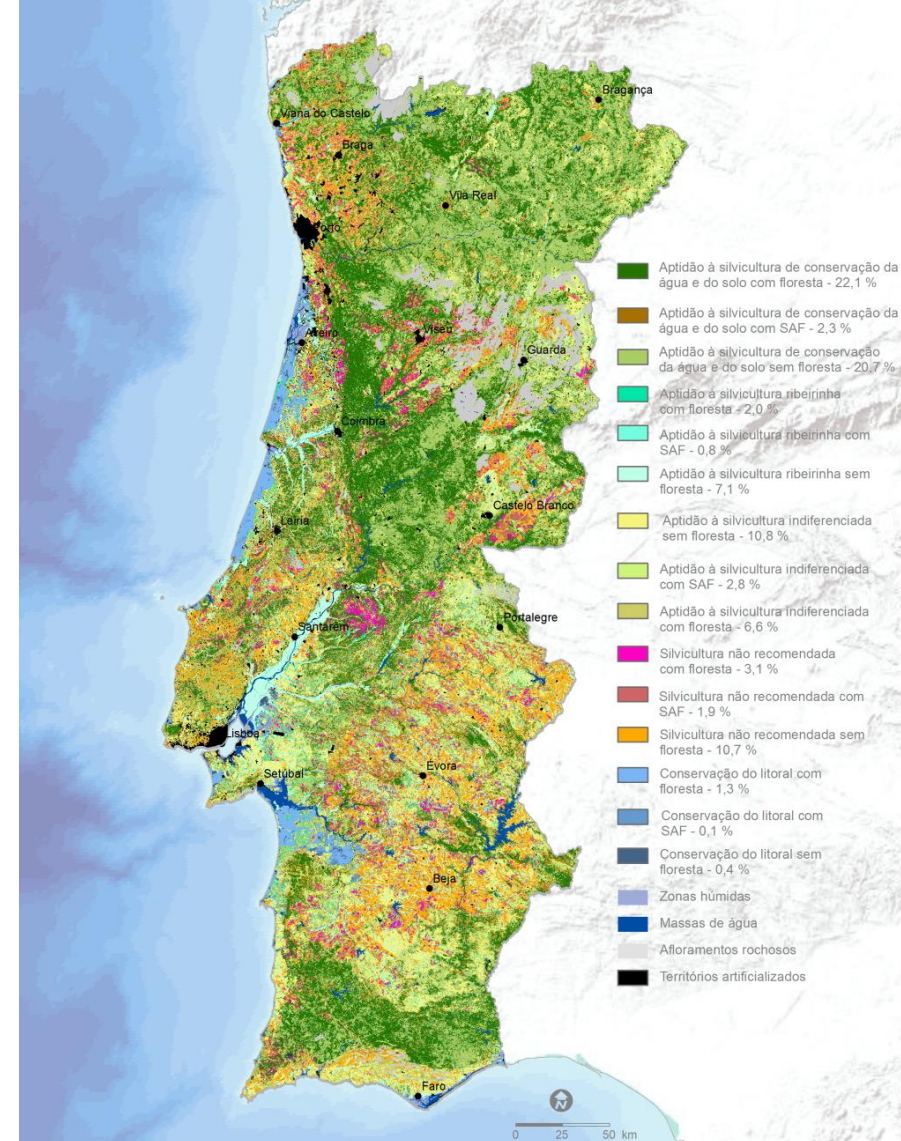 Bragança
Viana do Castelo
Braga
Vila Real
Porto
Viseu
Aveiro
Guarda
Coimbra
Castelo Branco
Leiria
Portalegre
Santarém
Lisboa
Évora
Setúbal
Beja
Faro
Aptidão à silvicultura de conservação da
água e do solo com floresta - 22,1 %
Aptidão à silvicultura de conservação da
água e do solo com SAF - 2,3 %
Aptidão à silvicultura de conservação
da água e do solo sem floresta - 20,7 %
Aptidão à silvicultura ribeirinha
com floresta - 2,0 %
Aptidão à silvicultura ribeirinha com
SAF - 0,8 %
Aptidão à silvicultura ribeirinha sem
floresta - 7,1 %
Aptidão à silvicultura indiferenciada
sem floresta - 10,8 %
Aptidão à silvicultura indiferenciada
com SAF - 2,8 %
Aptidão à silvicultura indiferenciada
com floresta - 6,6 %
Silvicultura não recomendada
com floresta - 3,1 %
Silvicultura não recomendada com
SAF - 1,9 %
Silvicultura não recomendada sem
floresta - 10,7 %
Conservação do litoral com
floresta - 1,3 %
Conservação do litoral com
SAF - 0,1 %
Conservação do litoral sem
floresta - 0,4 %
Zonas húmidas
Massas de água
Afloramentos rochosos
Territórios artificializados
N
0 25 50 km